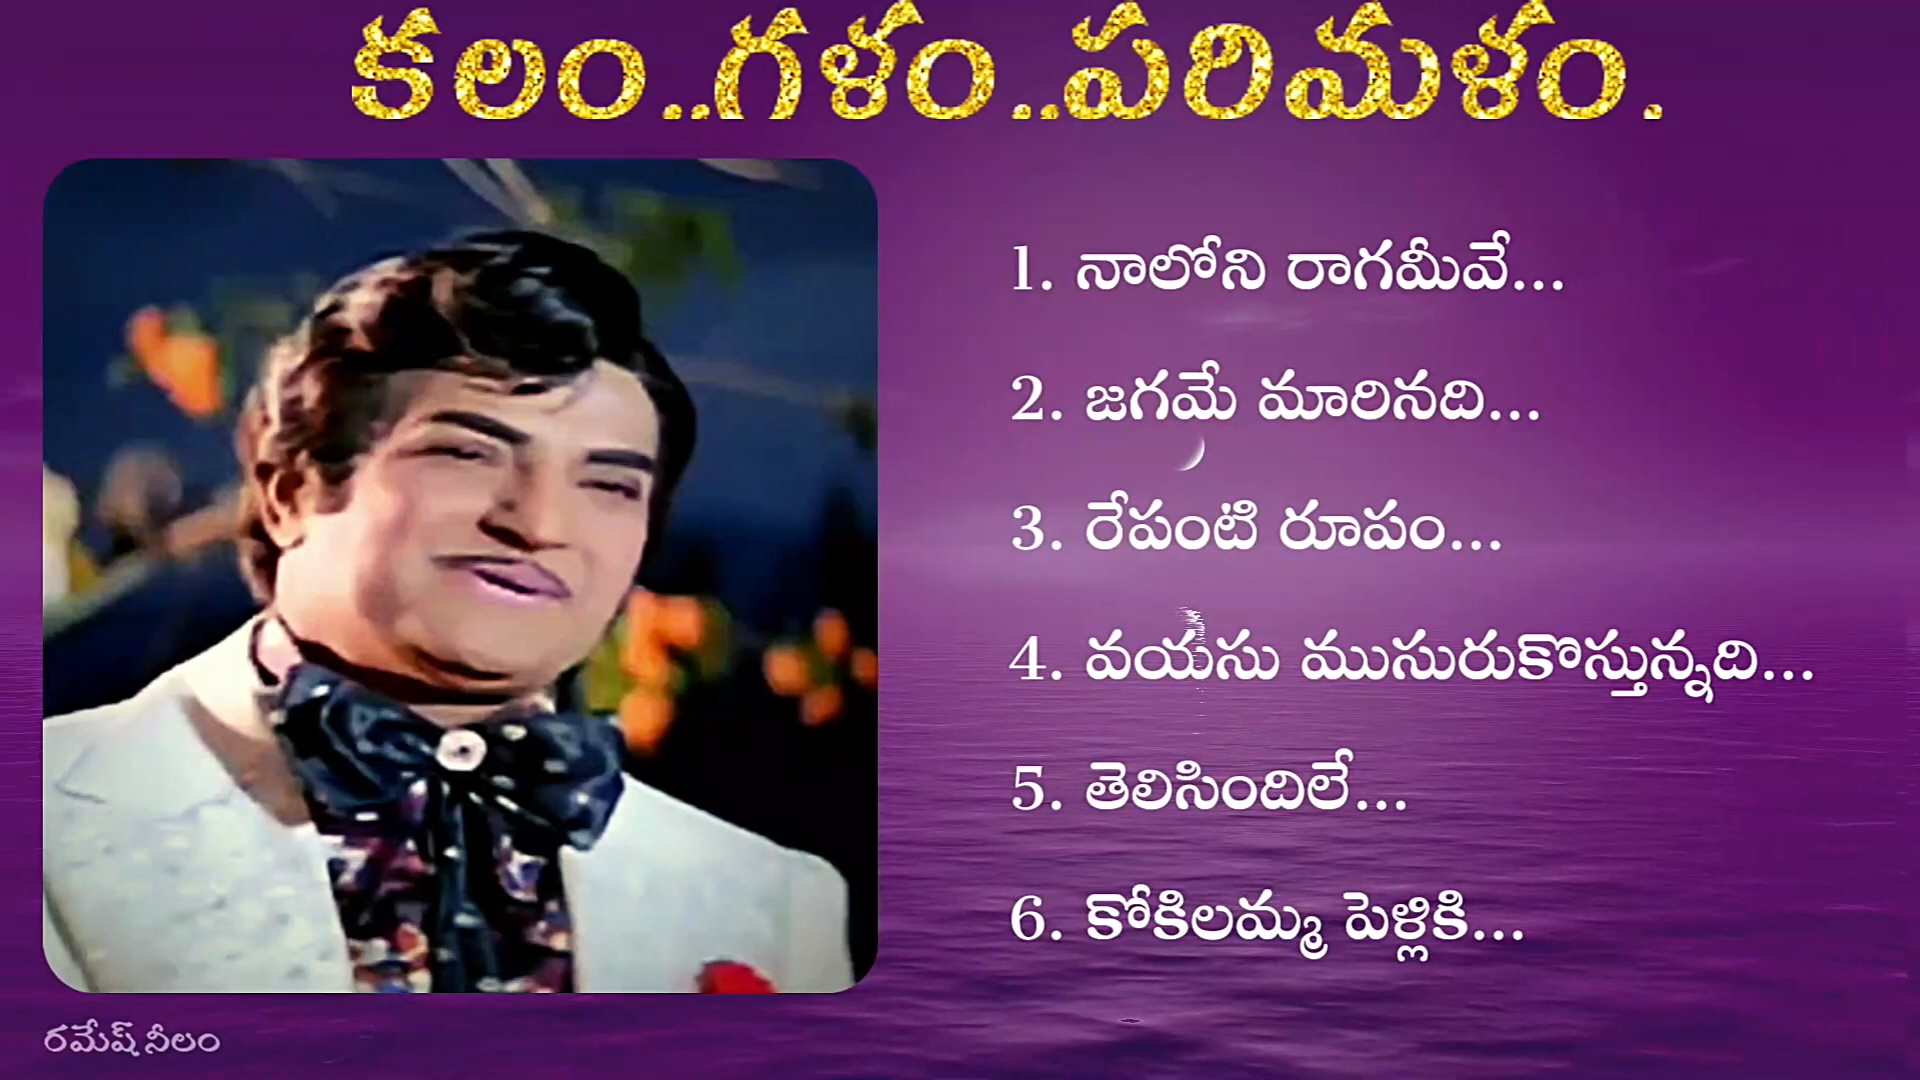 కలం..గళం..పరిమళం.
1. నాలోని రాగమీవే...
2. జగమే మారినది...
3. రేపంటి రూపం...
4. వయసు ముసురుకొస్తున్నది...
5. తెలిసిందిలే...
6. కోకిలమ్మ పెళ్లికి...
రమేష్ నీలం